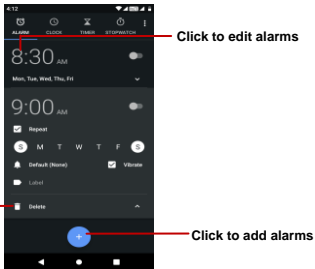 4:12
ALARM CLOCK TIMER STOPWATCH
Click to edit alarms
8:30 AM
Mon, Tue, Wed, Thu, Fri
9:00 AM
Repeat
S M T W T F S
Default (None) Vibrate
Label
Delete
+
Click to add alarms